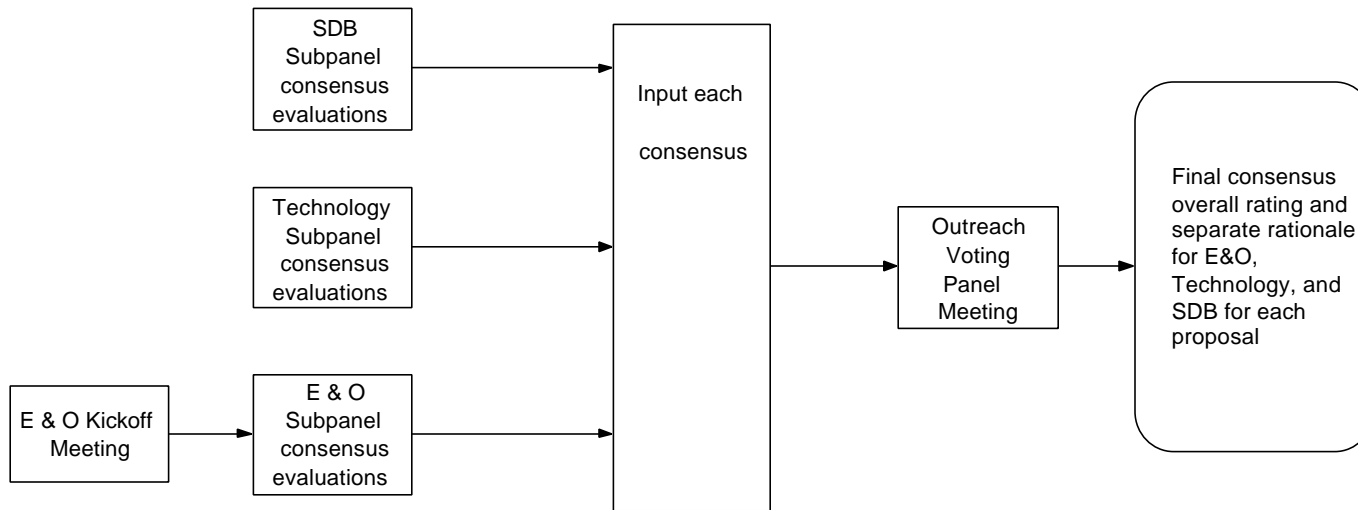 SDB
Subpanel
consensus
evaluations
Input each
consensus
Technology
Subpanel
consensus
evaluations
E & O Kickoff
Meeting
E & O
Subpanel
consensus
evaluations
Outreach
Voting
Panel
Meeting
Final consensus
overall rating and
separate rationale
for E&O,
Technology, and
SDB for each
proposal